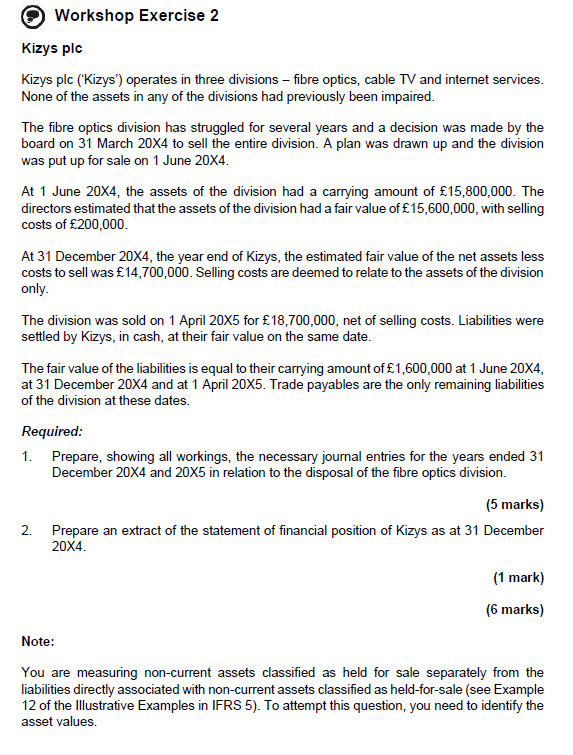 Workshop Exercise 2
Kizys plc
Kizys plc (‘Kizys’) operates in three divisions – fibre optics, cable TV and internet services.
None of the assets in any of the divisions had previously been impaired.
The fibre optics division has struggled for several years and a decision was made by the
board on 31 March 20X4 to sell the entire division. A plan was drawn up and the division
was put up for sale on 1 June 20X4.
At 1 June 20X4, the assets of the division had a carrying amount of £15,800,000. The
directors estimated that the assets of the division had a fair value of £15,600,000, with selling
costs of £200,000.
At 31 December 20X4, the year end of Kizys, the estimated fair value of the net assets less
costs to sell was £14,700,000. Selling costs are deemed to relate to the assets of the division
only.
The division was sold on 1 April 20X5 for £18,700,000, net of selling costs. Liabilities were
settled by Kizys, in cash, at their fair value on the same date.
The fair value of the liabilities is equal to their carrying amount of £1,600,000 at 1 June 20X4,
at 31 December 20X4 and at 1 April 20X5. Trade payables are the only remaining liabilities
of the division at these dates.
Required:
1. Prepare, showing all workings, the necessary journal entries for the years ended 31
December 20X4 and 20X5 in relation to the disposal of the fibre optics division.
(5 marks)
2. Prepare an extract of the statement of financial position of Kizys as at 31 December
20X4.
(1 mark)
(6 marks)
Note:
You are measuring non-current assets classified as held for sale separately from the
liabilities directly associated with non-current assets classified as held-for-sale (see Example
12 of the Illustrative Examples in IFRS 5). To attempt this question, you need to identify the
asset values.